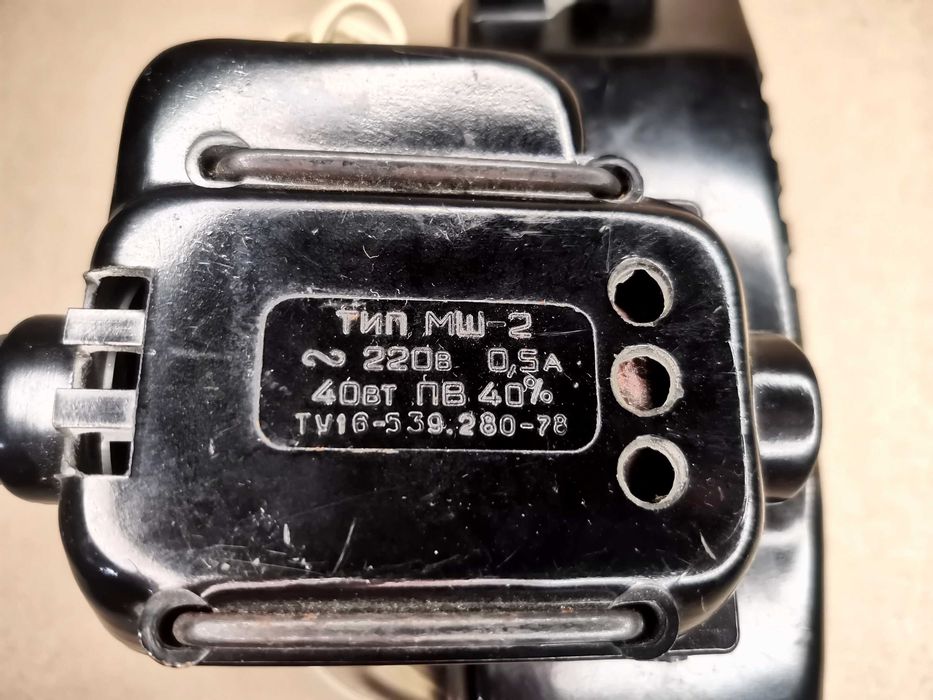 ТИП МШ-2
~ 220В 0,5А
40ВТ ПВ 40%
ТУ16-539.280-78